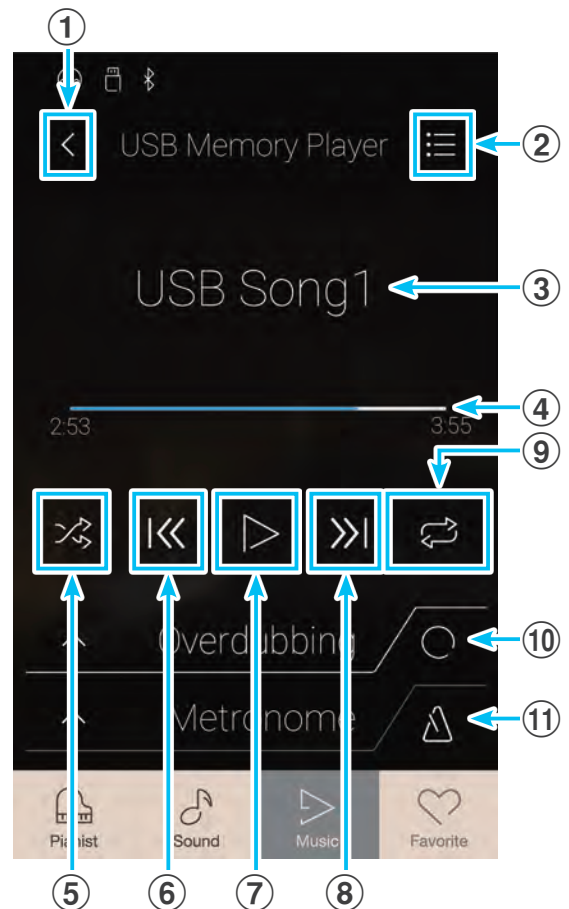 ①
USB Memory Player
②
USB Song1
③
④
2:53
3:55
⑨
Overdubbing
⑩
Metronome
⑪
Pianist
Sound
Music
Favorite
⑤
⑥
⑦
⑧